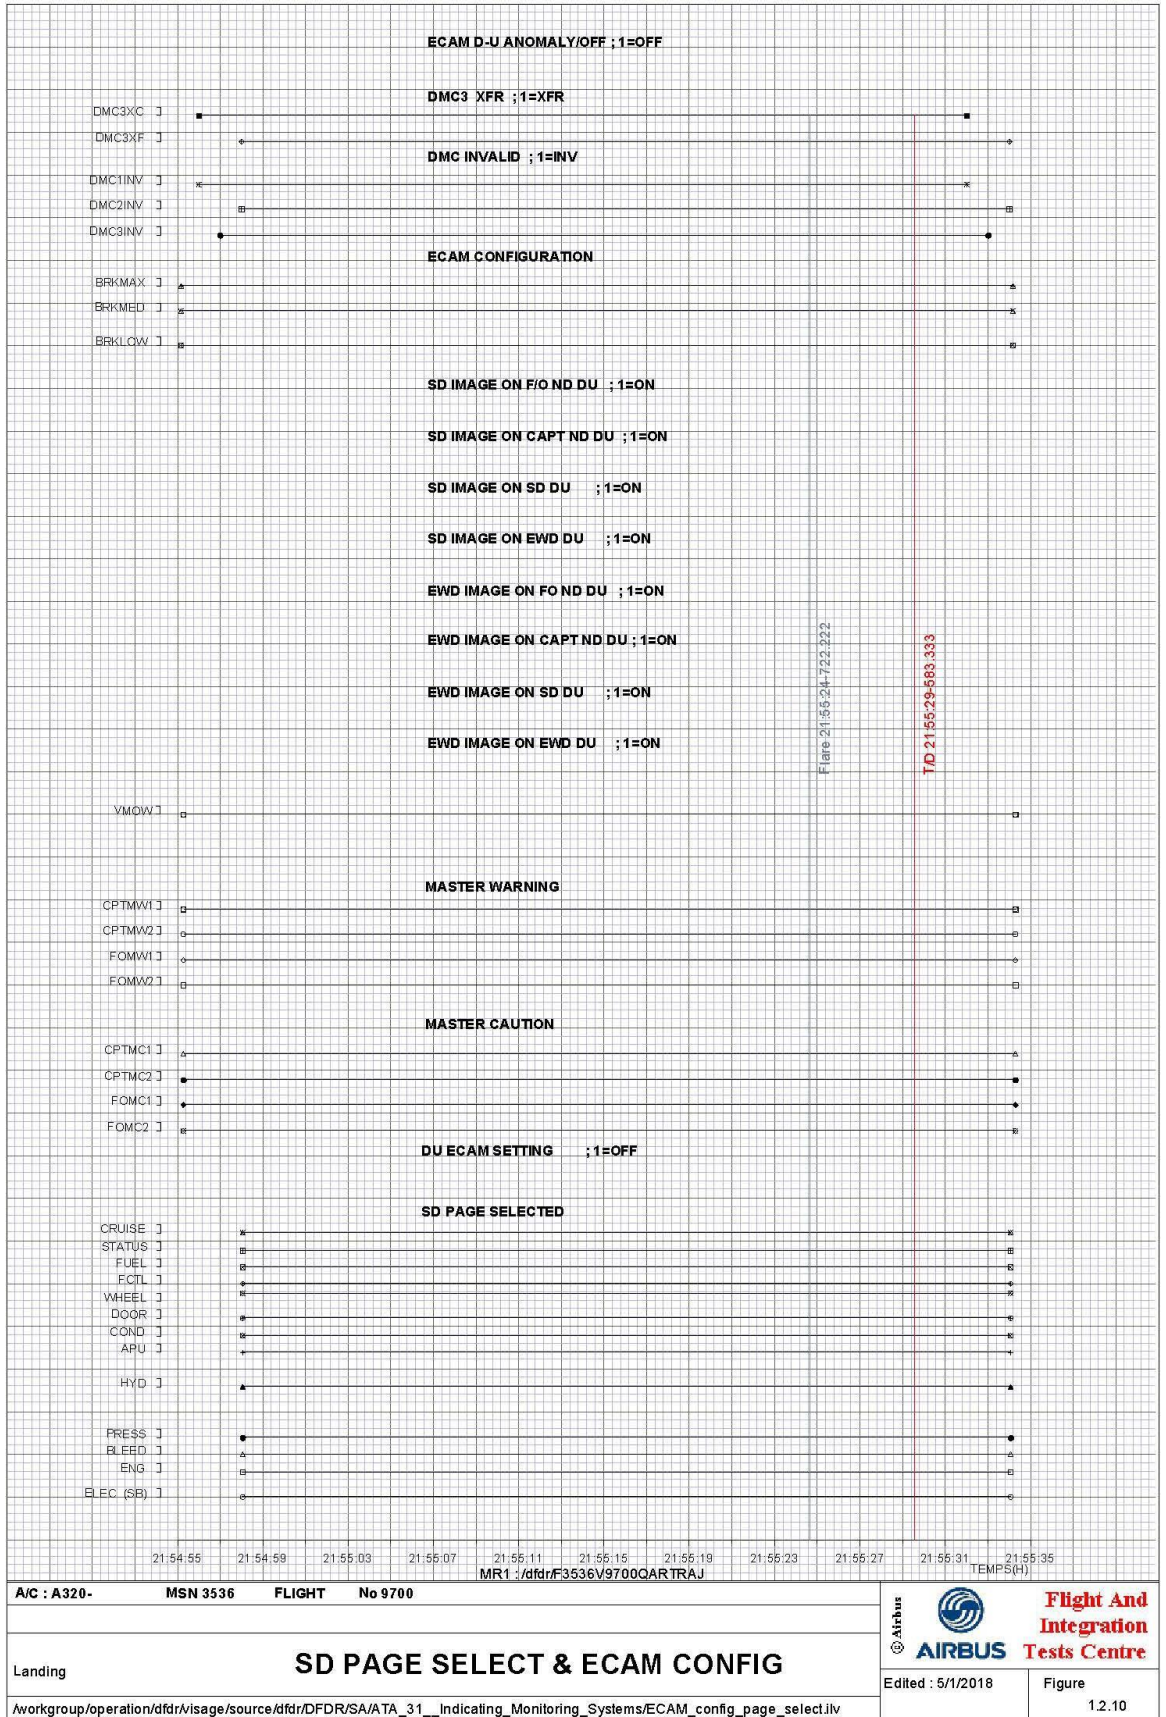 ECAM D-U ANOMALY/OFF ; 1=OFF
DMC3 XFR ; 1=XFR
DMC3XC ]
DMC3XF ]
DMC INVALID ; 1=INV
DMC1INV ]
DMC2INV ]
DMC3INV ]
ECAM CONFIGURATION
BRKMAX ]
BRKMED ]
BRKLOW ]
SD IMAGE ON F/O ND DU ; 1=ON
SD IMAGE ON CAPT ND DU ; 1=ON
SD IMAGE ON SD DU ; 1=ON
SD IMAGE ON EWD DU ; 1=ON
EWD IMAGE ON FO ND DU ; 1=ON
EWD IMAGE ON CAPT ND DU ; 1=ON
EWD IMAGE ON SD DU ; 1=ON
EWD IMAGE ON EWD DU ; 1=ON
Flare 21:55:24-722.222
T/D 21:55:29-583.333
VMOW ]
MASTER WARNING
CPTMW1 ]
CPTMW2 ]
FOMW1 ]
FOMW2 ]
MASTER CAUTION
CPTMC1 ]
CPTMC2 ]
FOMC1 ]
FOMC2 ]
DU ECAM SETTING ; 1=OFF
SD PAGE SELECTED
CRUISE ]
STATUS ]
FUEL ]
FCTL ]
WHEEL ]
DOOR ]
COND ]
APU ]
HYD ]
PRESS ]
BLEED ]
ENG ]
ELEC (SB) ]
21:54:55 21:54:59 21:55:03 21:55:07 21:55:11 21:55:15 21:55:19 21:55:23 21:55:27 21:55:31 21:55:35
TEMPS(H)
MR1 : /dfdr/F3536V9700QARTRAJ
A/C : A320- MSN 3536 FLIGHT No 9700
Landing
SD PAGE SELECT & ECAM CONFIG
/workgroup/operation/dfdr/visage/source/dfdr/DFDR/SA/ATA_31__Indicating_Monitoring_Systems/ECAM_config_page_select.ilv
© Airbus
AIRBUS
Flight And
Integration
Tests Centre
Edited : 5/1/2018
Figure
1.2.10